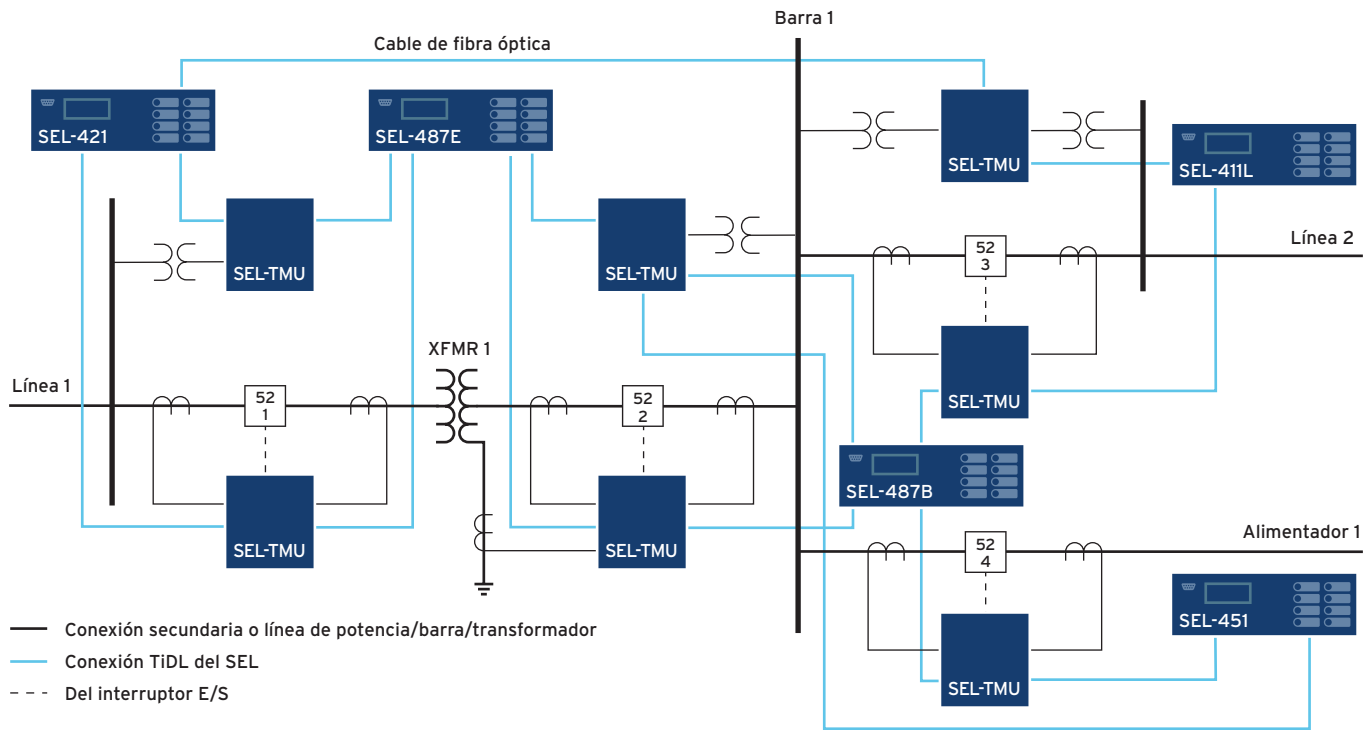 Barra 1
Cable de fibra óptica
SEL-421
SEL-487E
SEL-TMU
SEL-411L
SEL-TMU
SEL-TMU
52
3
Línea 2
SEL-TMU
XFMR 1
Línea 1
52
1
52
2
SEL-487B
SEL-TMU
SEL-TMU
52
4
Alimentador 1
SEL-TMU
SEL-451
Conexión secundaria o línea de potencia/barra/transformador
Conexión TiDL del SEL
Del interruptor E/S